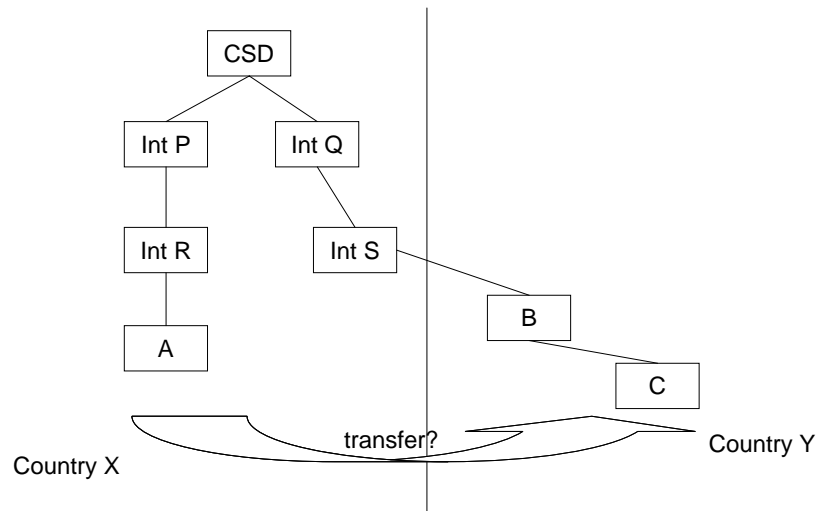 CSD
Int P
Int Q
Int R
Int S
B
A
C
transfer?
Country Y
Country X